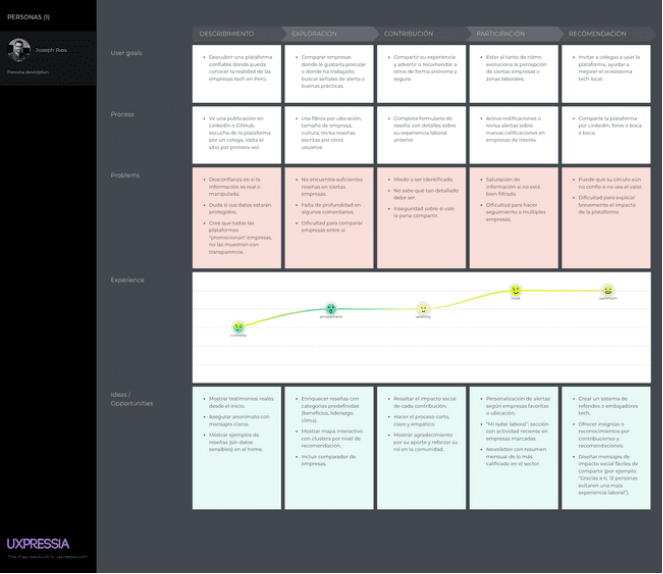 PERSONAS (1)
Joseph Rios
Persona description
DESCRIBIMIENTO
EXPLORACIÓN
CONTRIBUCIÓN
PARTICIPACIÓN
RECOMENDACIÓN
User goals
Descubrir una plataforma
confiable donde pueda
conocer la realidad de las
empresas tech en Perú.
Comparar empresas
donde le gustaría postular
o donde ha trabajado,
buscar señales de alerta o
buenas prácticas.
Compartir su experiencia
y advertir o recomendar a
otros de forma anónima y
segura.
Estar al tanto de cómo
evoluciona la percepción
de ciertas empresas o
zonas laborales.
Invitar a colegas a usar la
plataforma, ayudar a
mejorar el ecosistema
tech local.
Process
Ve una publicación en
LinkedIn o GitHub,
escucha de la plataforma
por un colega, visita el
sitio por primera vez.
Usa filtros por ubicación,
tamaño de empresa,
cultura, revisa reseñas
escritas por otros
usuarios.
Completa formulario de
reseña con detalles sobre
su experiencia laboral
anterior.
Activa notificaciones o
revisa alertas sobre
nuevas calificaciones en
empresas de interés.
Comparte la plataforma
por LinkedIn, foros o boca
a boca.
Problems
Desconfianza en si la
información es real o
manipulada.
Duda si sus datos estarán
protegidos.
Cree que todas las
plataformas
"promocionan" empresas,
no las muestran con
transparencia.
No encuentra suficientes
reseñas en ciertas
empresas.
Falta de profundidad en
algunos comentarios.
Dificultad para comparar
empresas entre sí.
Miedo a ser identificado.
No sabe qué tan detallado
debe ser.
Inseguridad sobre si vale
la pena compartir.
Saturación de
información si no está
bien filtrada.
Dificultad para hacer
seguimiento a múltiples
empresas.
Puede que su círculo aún
no confíe o no vea el valor.
Dificultad para explicar
brevemente el impacto
de la plataforma.
Experience
curiosity
amazement
anxiety
trust
optimism
Ideas /
Opportunities
Mostrar testimonios reales
desde el inicio.
Asegurar anonimato con
mensajes claros.
Mostrar ejemplos de
reseñas (sin datos
sensibles) en el home.
Enriquecer reseñas con
categorías predefinidas
(beneficios, liderazgo,
clima).
Mostrar mapa interactivo
con clusters por nivel de
recomendación.
Incluir comparador de
empresas.
Resaltar el impacto social
de cada contribución.
Hacer el proceso corto,
claro y empático.
Mostrar agradecimiento
por su aporte y reforzar su
rol en la comunidad.
Personalización de alertas
según empresas favoritas
o ubicación.
"Mi radar laboral": sección
con actividad reciente en
empresas marcadas.
Newsletter con resumen
mensual de lo más
calificado en el sector.
Crear un sistema de
referidos o embajadores
tech.
Ofrecer insignias o
reconocimientos por
contribuciones y
recomendaciones.
Diseñar mensajes de
impacto social fáciles de
compartir (por ejemplo:
"Gracias a ti, 12 personas
evitaron una mala
experiencia laboral").
UXPRESSIA